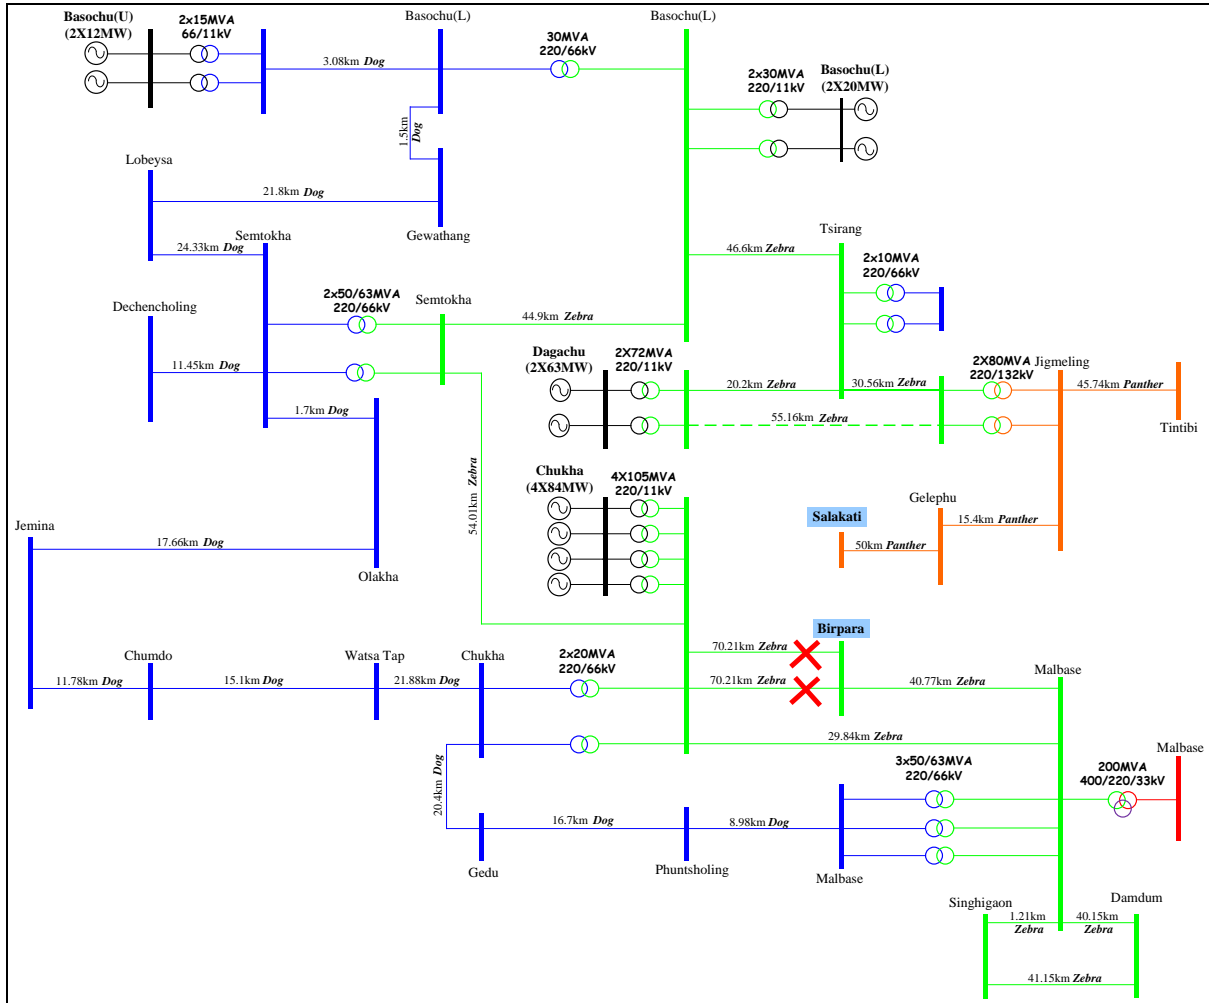 Basochu(U)
(2X12MW)
2x15MVA
66/11kV
Basochu(L)
30MVA
220/66kV
Basochu(L)
3.08km Dog
2x30MVA
220/11kV
Basochu(L)
(2X20MW)
1.5km
Dog
Lobeysa
21.8km Dog
Gewathang
24.33km Dog
Semtokha
46.6km Zebra
Tsirang
2x10MVA
220/66kV
Dechencholing
2x50/63MVA
220/66kV
Semtokha
44.9km Zebra
11.45km Dog
Dagachu
(2X63MW)
2X72MVA
220/11kV
20.2km Zebra
30.56km Zebra
2X80MVA
220/132kV
Jigmeling
45.74km Panther
Tintibi
1.7km Dog
55.16km Zebra
54.01km Zebra
Chukha
(4X84MW)
4X105MVA
220/11kV
Gelephu
Salakati
15.4km Panther
50km Panther
Jemina
17.66km Dog
Olakha
Birpara
70.21km Zebra
Chumdo
Watsa Tap
Chukha
2x20MVA
220/66kV
Malbase
11.78km Dog
15.1km Dog
21.88km Dog
70.21km Zebra
40.77km Zebra
29.84km Zebra
20.4km Dog
3x50/63MVA
220/66kV
200MVA
400/220/33kV
Malbase
16.7km Dog
8.98km Dog
Gedu
Phuntsholing
Malbase
Singhigaon
Damdum
1.21km
Zebra
40.15km
Zebra
41.15km Zebra